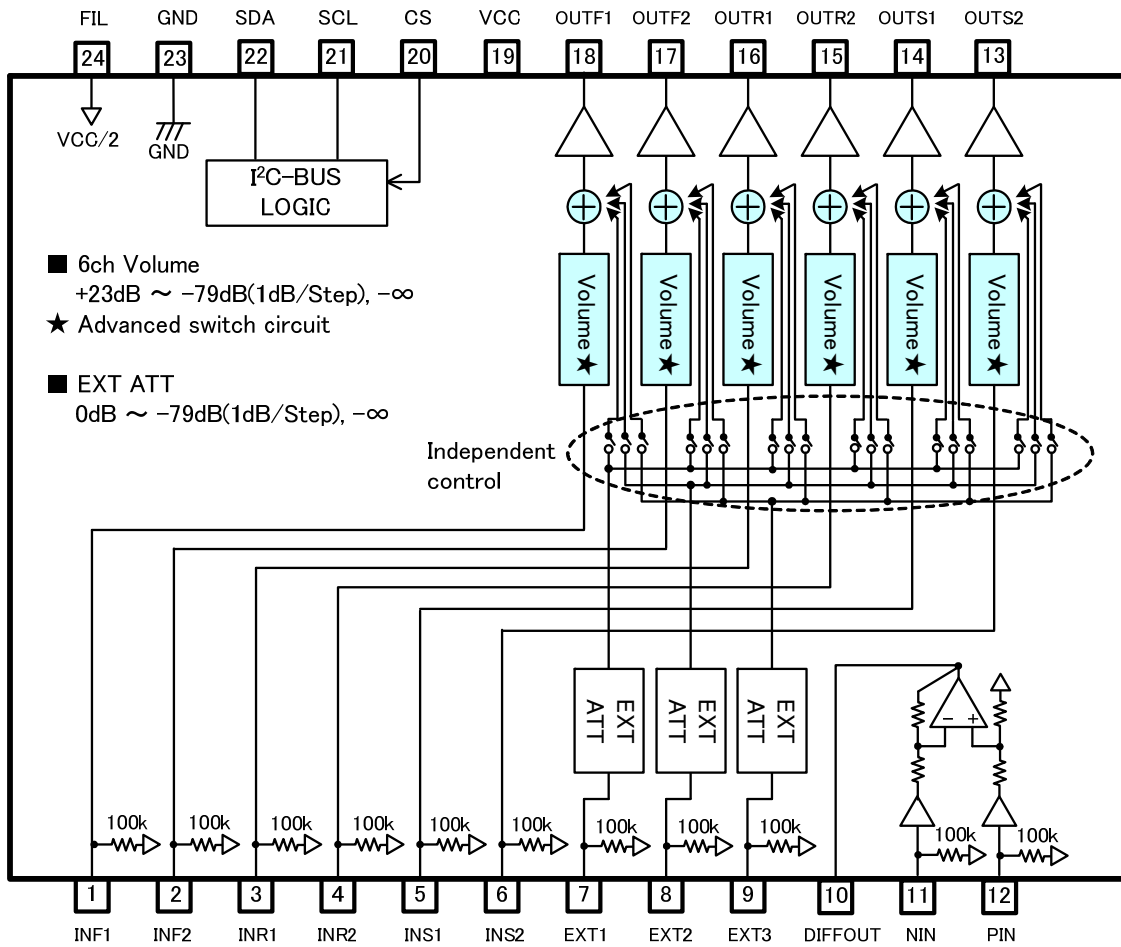 FIL GND SDA SCL CS VCC OUTF1 OUTF2 OUTR1 OUTR2 OUTS1 OUTS2
24 23 22 21 20 19 18 17 16 15 14 13
VCC/2
GND
I²C-BUS
LOGIC
■ 6ch Volume
+23dB ～ -79dB(1dB/Step), -∞
★ Advanced switch circuit
■ EXT ATT
0dB ～ -79dB(1dB/Step), -∞
Volume★ Volume★ Volume★ Volume★ Volume★ Volume★
Independent
control
EXT
ATT
EXT
ATT
EXT
ATT
- +
100k 100k 100k 100k 100k 100k 100k 100k 100k 100k 100k
1 2 3 4 5 6 7 8 9 10 11 12
INF1 INF2 INR1 INR2 INS1 INS2 EXT1 EXT2 EXT3 DIFFOUT NIN PIN